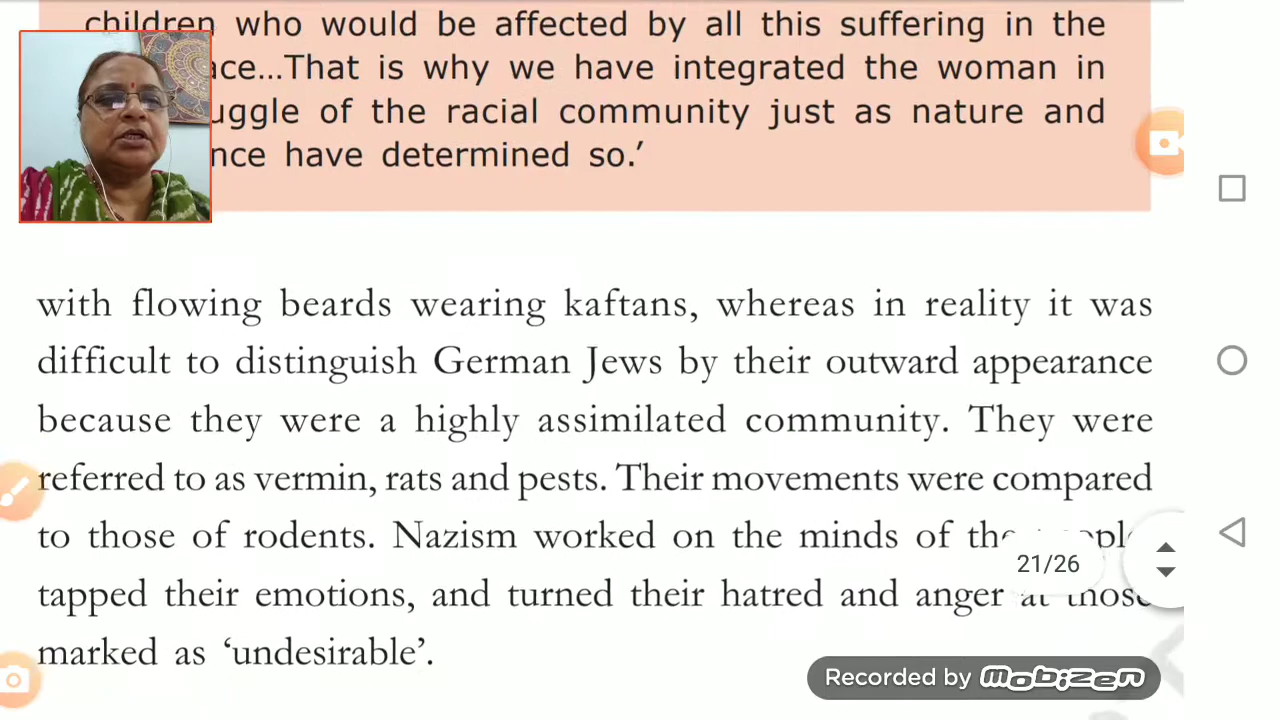 children who would be affected by all this suffering in the
ace...That is why we have integrated the woman in
uggle of the racial community just as nature and
nce have determined so.’
with flowing beards wearing kaftans, whereas in reality it was
difficult to distinguish German Jews by their outward appearance
because they were a highly assimilated community. They were
referred to as vermin, rats and pests. Their movements were compared
to those of rodents. Nazism worked on the minds of the
21/26
tapped their emotions, and turned their hatred and anger at those
marked as ‘undesirable’.
Recorded by mobizen